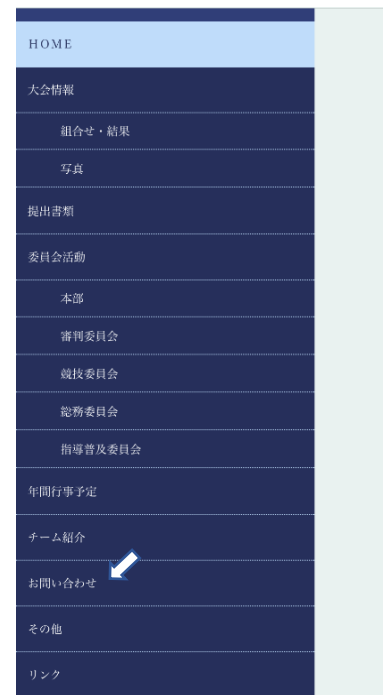 HOME
大会情報
組合せ・結果
写真
提出書類
委員会活動
本部
審判委員会
競技委員会
総務委員会
指導普及委員会
年間行事予定
チーム紹介
お問い合わせ
その他
リンク